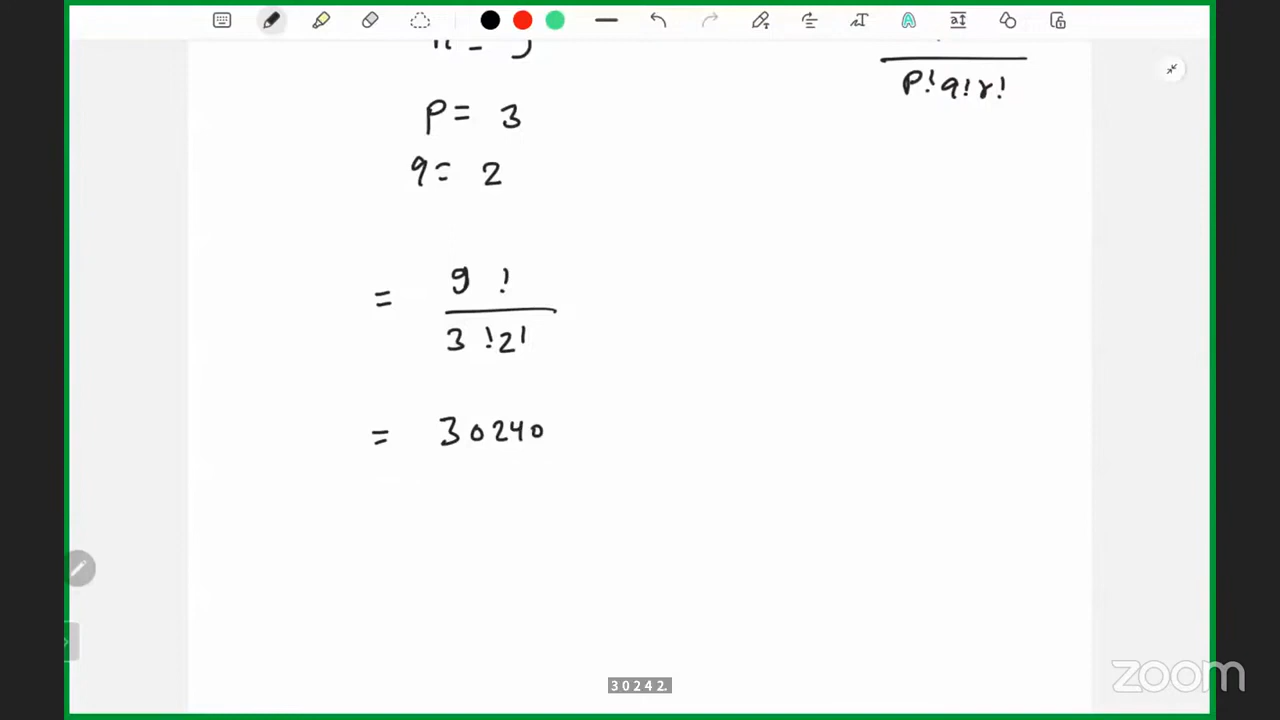 P!q!r!
P= 3
q= 2
= 9 !
3 !2!
= 30240
30242.
zoom